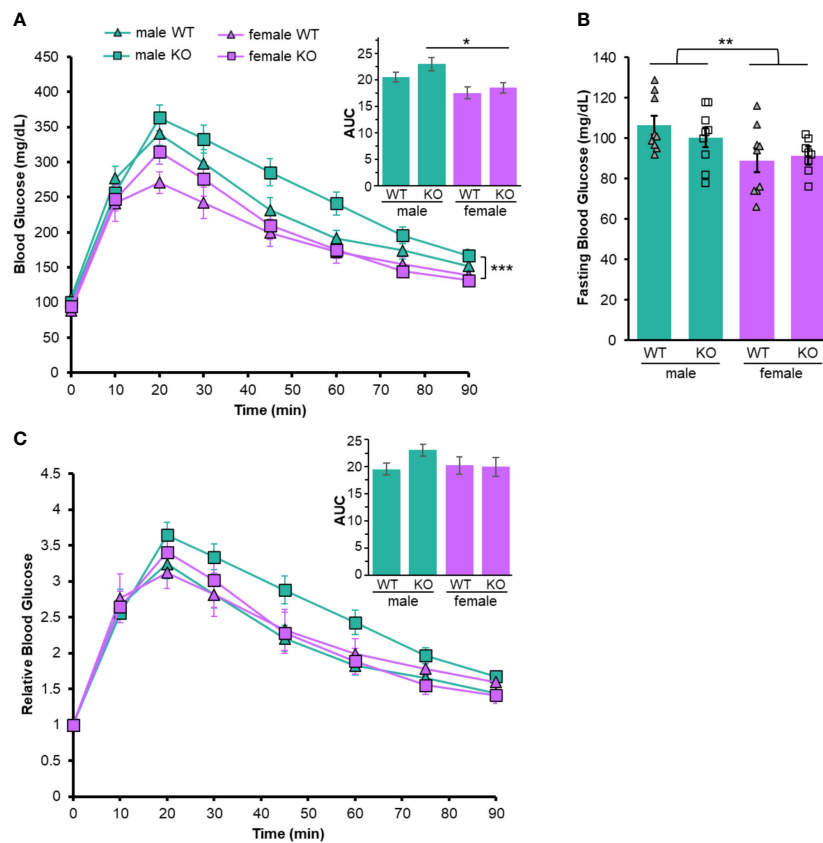 A
male WT
female WT
male KO
female KO
Blood Glucose (mg/dL)
450
400
350
300
250
200
150
100
50
0
0
10
20
30
40
50
60
70
80
90
Time (min)
***
AUC
25
20
15
10
5
0
*
WT
KO
WT
KO
male
female
B
Fasting Blood Glucose (mg/dL)
140
120
100
80
60
40
20
0
**
WT
KO
WT
KO
male
female
C
Relative Blood Glucose
4.5
4
3.5
3
2.5
2
1.5
1
0.5
0
0
10
20
30
40
50
60
70
80
90
Time (min)
AUC
25
20
15
10
5
0
WT
KO
WT
KO
male
female